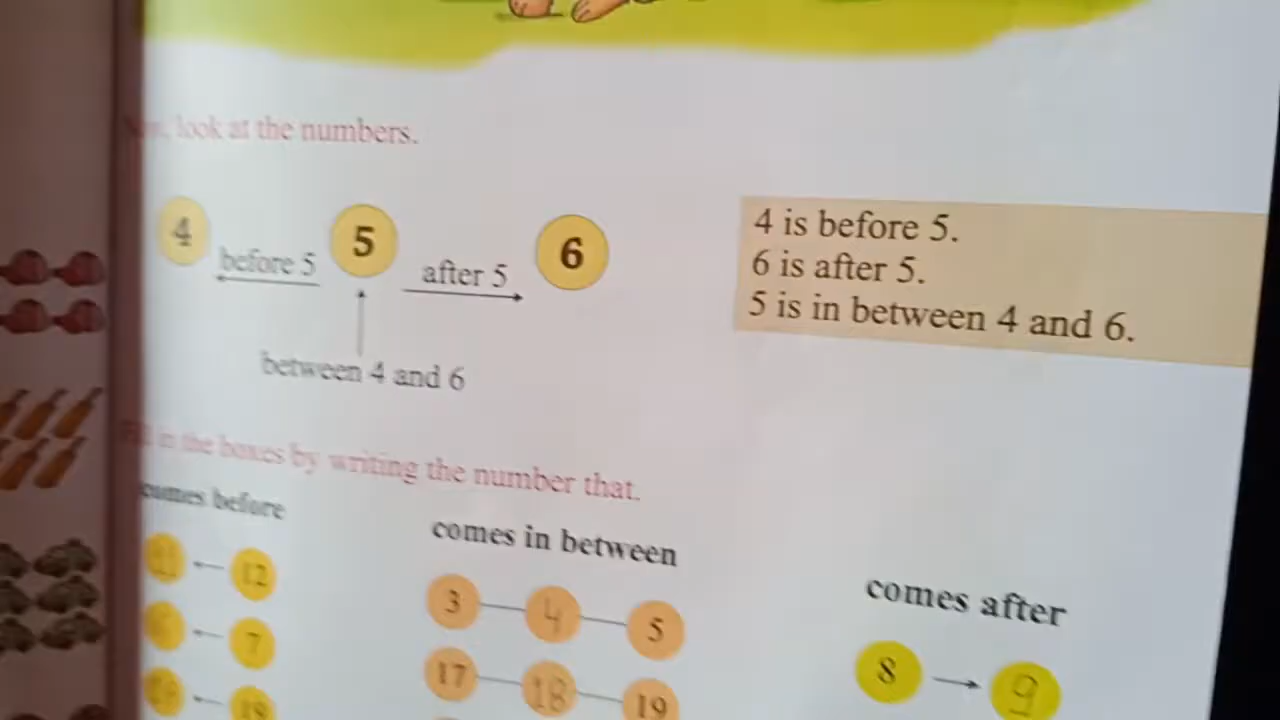 look at the numbers.
4 5 6
before 5 after 5
between 4 and 6
4 is before 5.
6 is after 5.
5 is in between 4 and 6.
in the boxes by writing the number that.
comes before
12
7
comes in between
3 4 5
17 18 19
comes after
8 9